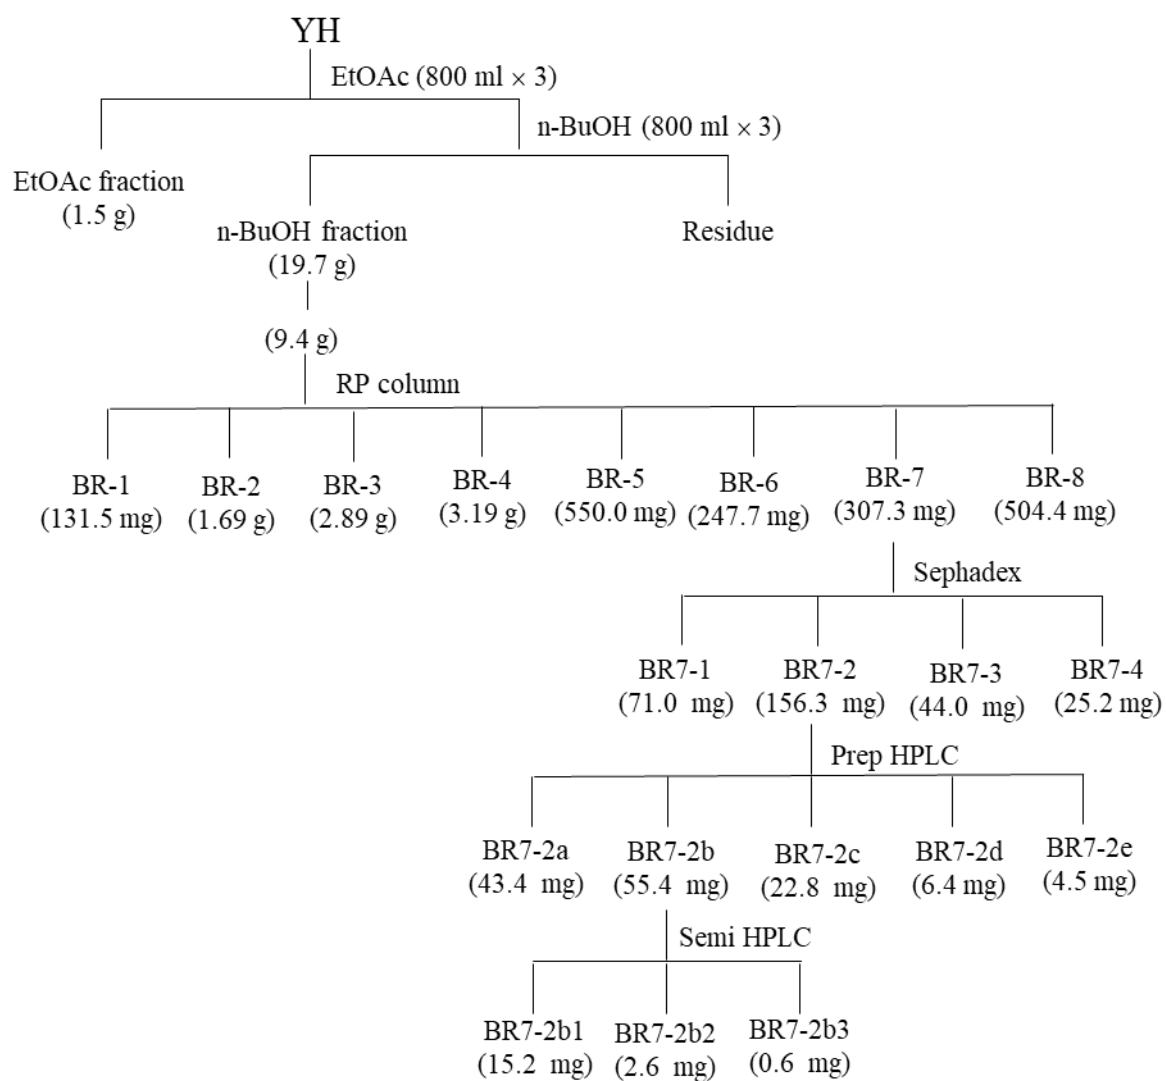 YH
EtOAc (800 ml × 3)
n-BuOH (800 ml × 3)
EtOAc fraction
(1.5 g)
n-BuOH fraction
(19.7 g)
Residue
(9.4 g)
RP column
BR-1
(131.5 mg)
BR-2
(1.69 g)
BR-3
(2.89 g)
BR-4
(3.19 g)
BR-5
(550.0 mg)
BR-6
(247.7 mg)
BR-7
(307.3 mg)
BR-8
(504.4 mg)
Sephadex
BR7-1
(71.0 mg)
BR7-2
(156.3 mg)
BR7-3
(44.0 mg)
BR7-4
(25.2 mg)
Prep HPLC
BR7-2a
(43.4 mg)
BR7-2b
(55.4 mg)
BR7-2c
(22.8 mg)
BR7-2d
(6.4 mg)
BR7-2e
(4.5 mg)
Semi HPLC
BR7-2b1
(15.2 mg)
BR7-2b2
(2.6 mg)
BR7-2b3
(0.6 mg)